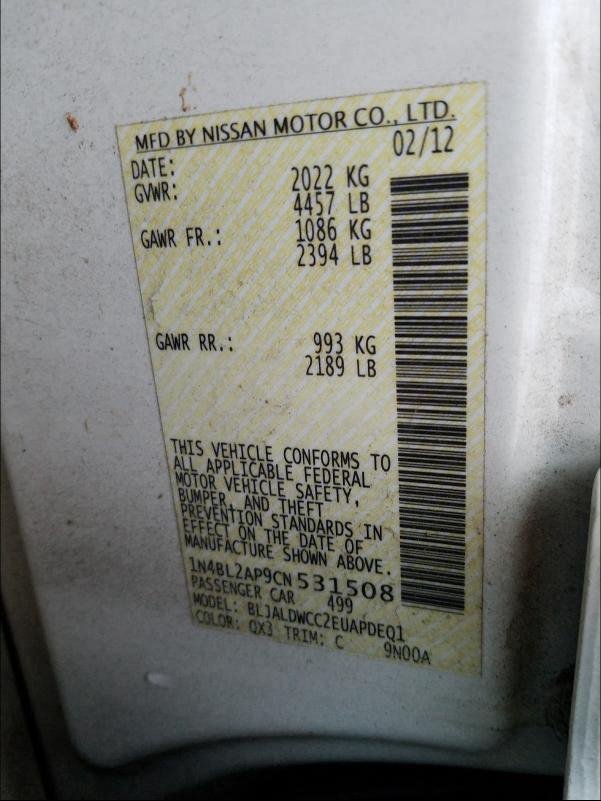 MFD BY NISSAN MOTOR CO., LTD.
DATE: 02/12
GVWR: 2022 KG
4457 LB
GAWR FR.: 1086 KG
2394 LB
GAWR RR.: 993 KG
2189 LB
THIS VEHICLE CONFORMS TO
ALL APPLICABLE FEDERAL
MOTOR VEHICLE SAFETY,
BUMPER, AND THEFT
PREVENTION STANDARDS IN
EFFECT ON THE DATE OF
MANUFACTURE SHOWN ABOVE.
1N4BL2AP9CN531508
PASSENGER CAR 499
MODEL: BLJALDWCC2EUAPDEQ1
COLOR: QX3 TRIM: C 9N00A